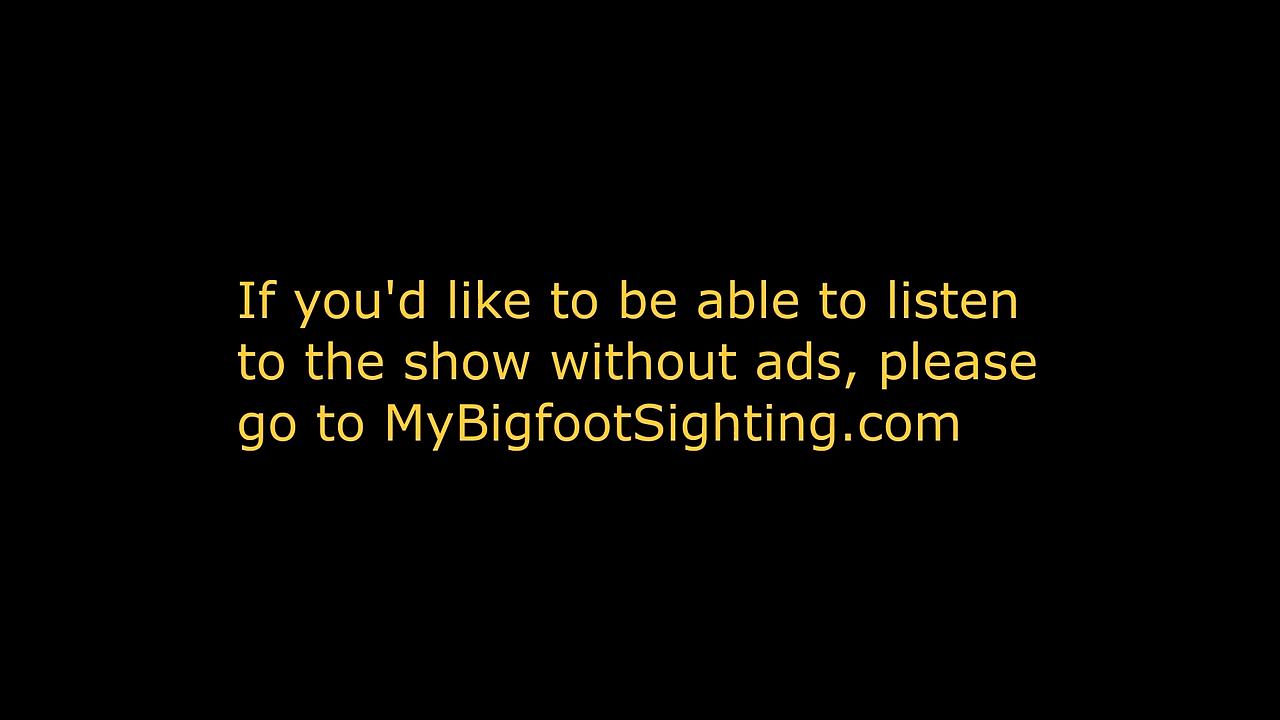 If you'd like to be able to listen
to the show without ads, please
go to MyBigfootSighting.com